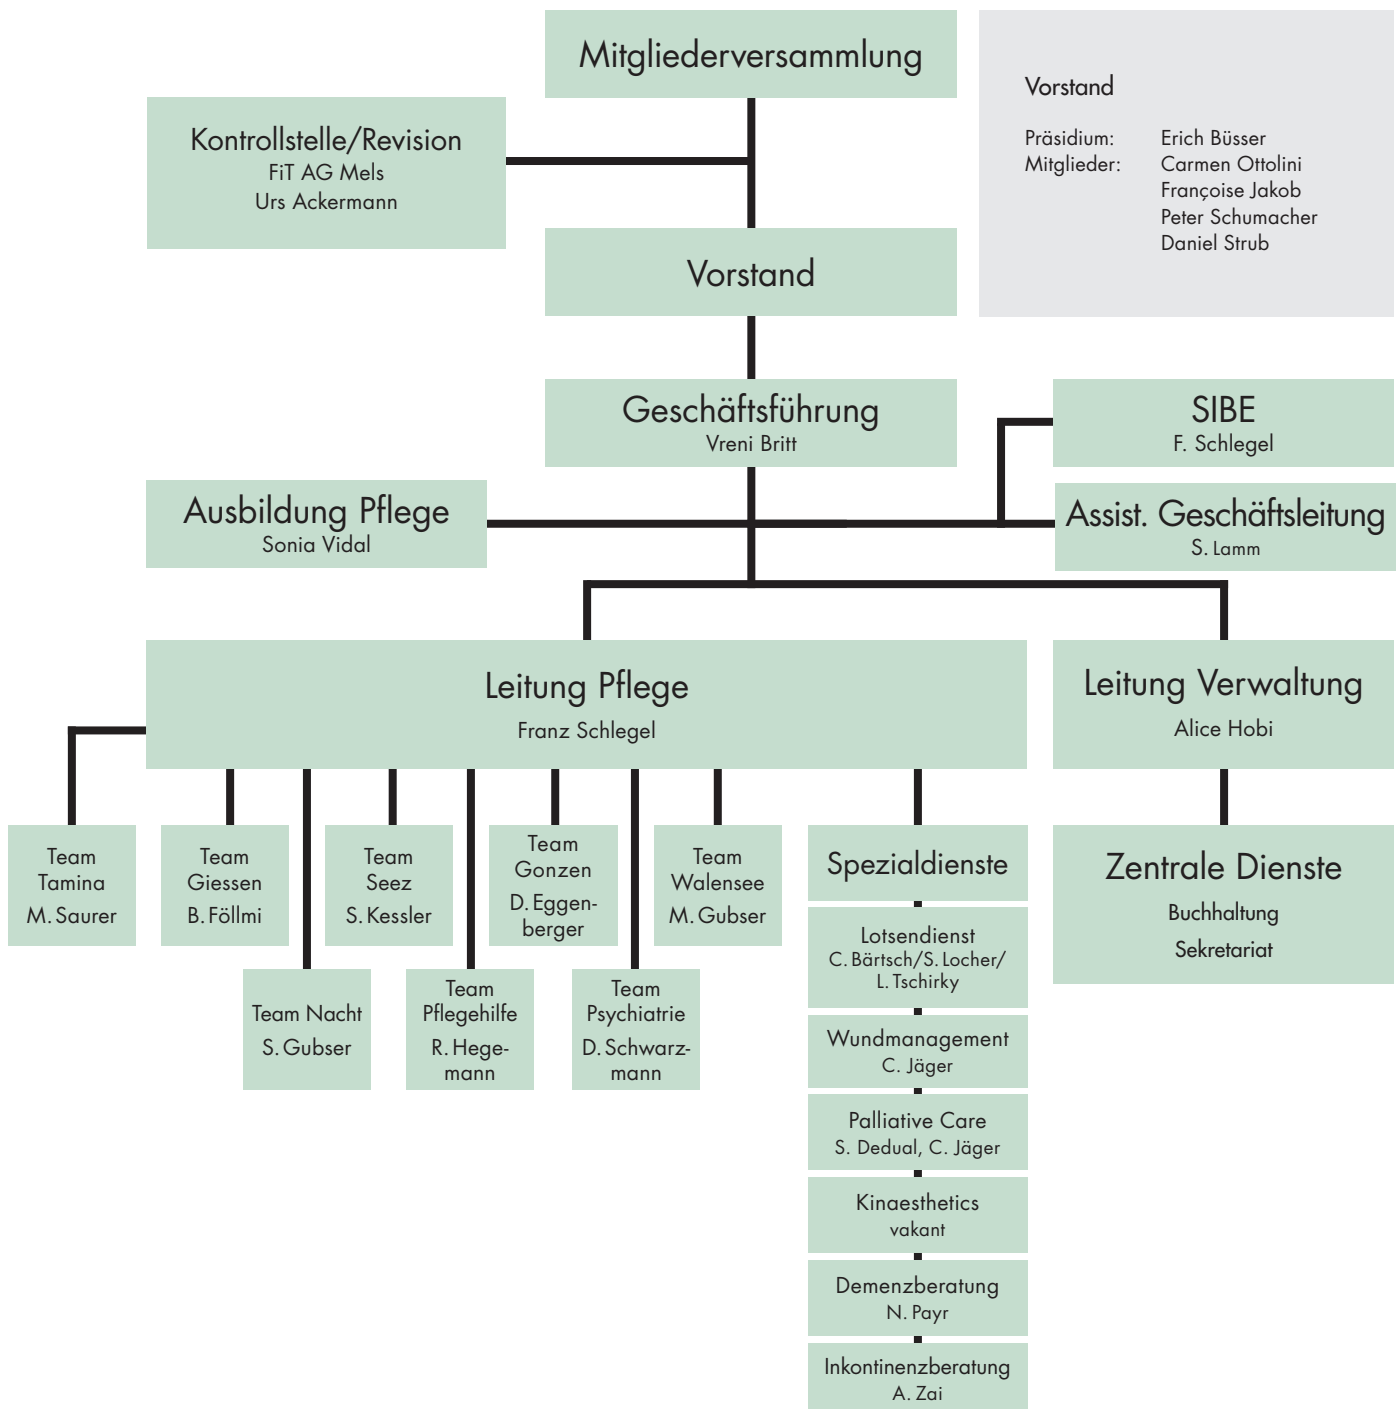 Mitgliederversammlung
Kontrollstelle/Revision
FiT AG Mels
Urs Ackermann
Vorstand
Präsidium: Erich Büsser
Mitglieder: Carmen Ottolini
Françoise Jakob
Peter Schumacher
Daniel Strub
Vorstand
Geschäftsführung
Vreni Britt
SIBE
F. Schlegel
Ausbildung Pflege
Sonia Vidal
Assist. Geschäftsleitung
S. Lamm
Leitung Pflege
Franz Schlegel
Leitung Verwaltung
Alice Hobi
Team
Tamina
M. Saurer
Team
Giessen
B. Föllmi
Team
Seez
S. Kessler
Team
Gonzen
D. Eggen-
berger
Team
Walensee
M. Gubser
Team Nacht
S. Gubser
Team
Pflegehilfe
R. Hege-
mann
Team
Psychiatrie
D. Schwarz-
mann
Spezialdienste
Lotsendienst
C. Bärtsch/S. Locher/
L. Tschirky
Wundmanagement
C. Jäger
Palliative Care
S. Dedual, C. Jäger
Kinaesthetics
vakant
Demenzberatung
N. Payr
Inkontinenzberatung
A. Zai
Zentrale Dienste
Buchhaltung
Sekretariat